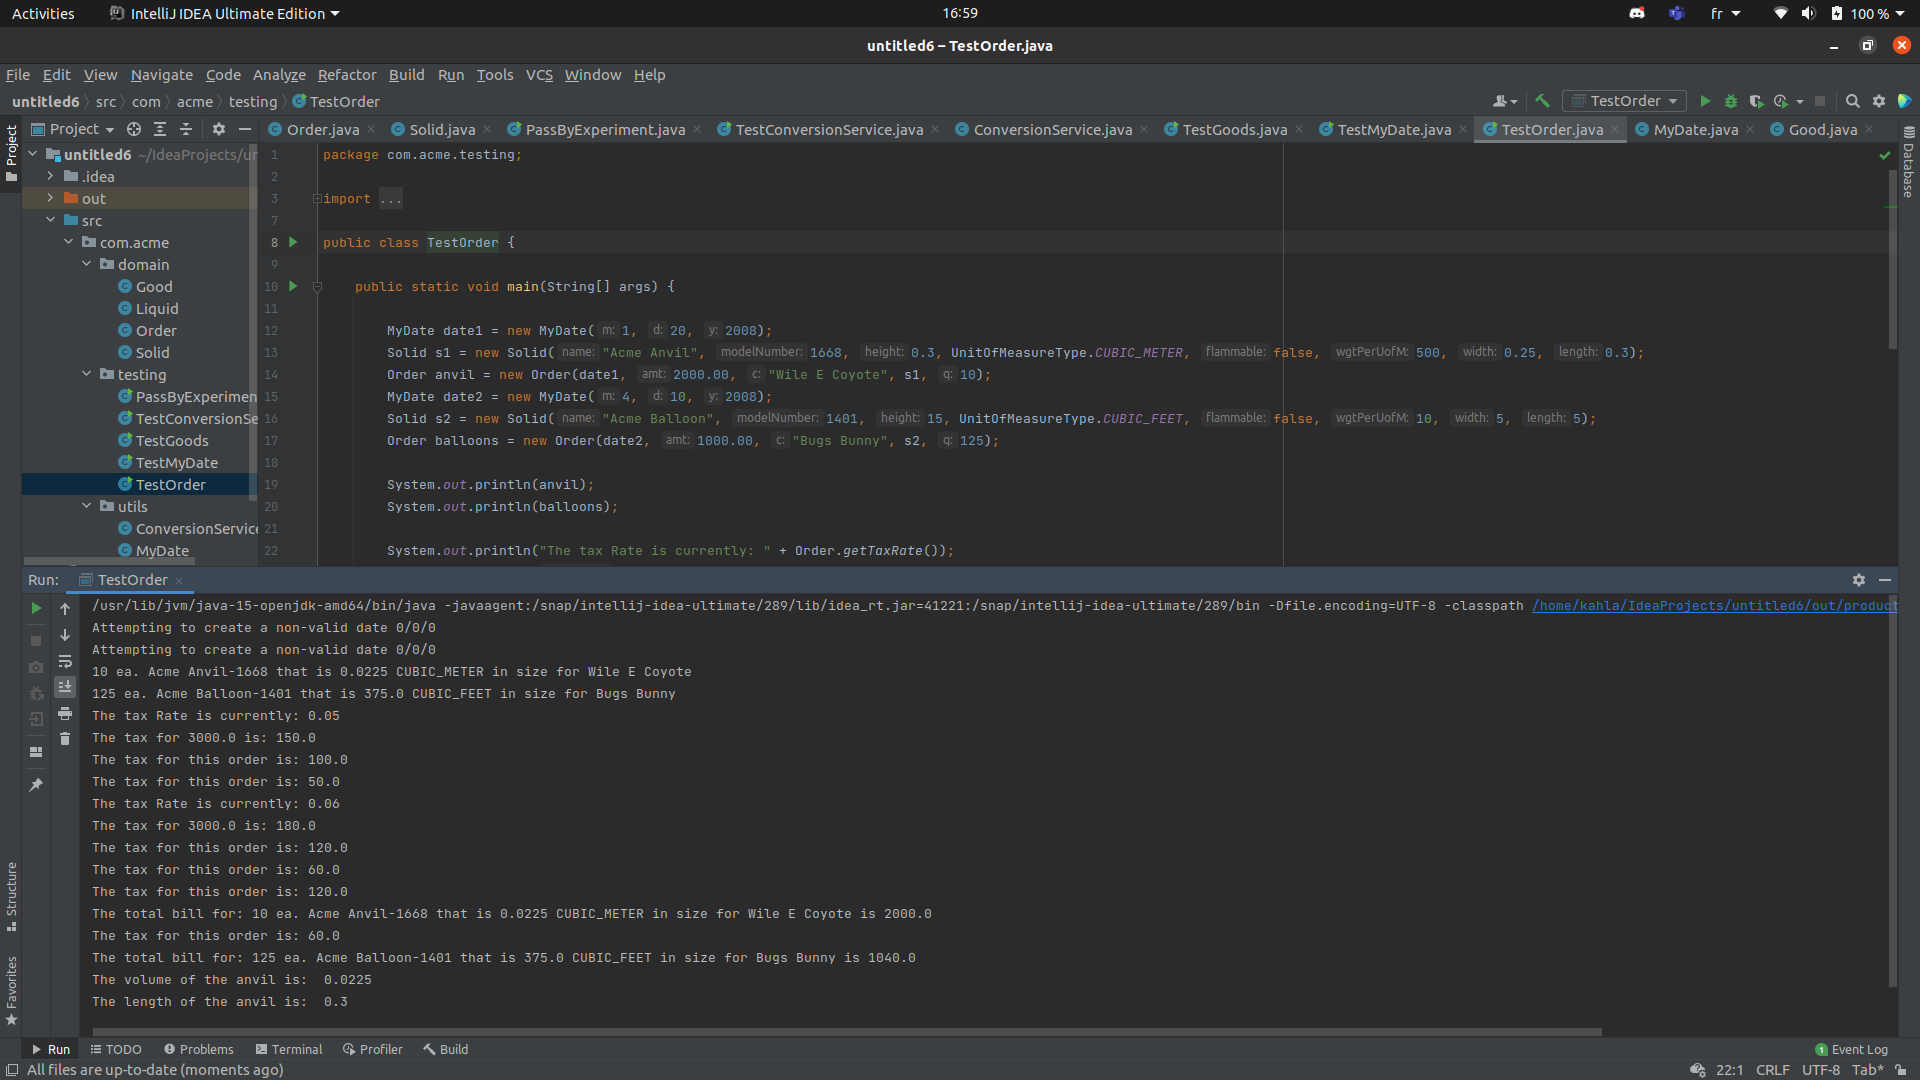 Activities IntelliJ IDEA Ultimate Edition 16:59 fr 100 %
untitled6 – TestOrder.java
File Edit View Navigate Code Analyze Refactor Build Run Tools VCS Window Help
untitled6 src com acme testing TestOrder TestOrder
Project Order.java Solid.java PassByExperiment.java TestConversionService.java ConversionService.java TestGoods.java TestMyDate.java TestOrder.java MyDate.java Good.java
Project
Database
untitled6 ~/IdeaProjects/ur
.idea
out
src
com.acme
domain
Good
Liquid
Order
Solid
testing
PassByExperimen
TestConversionSe
TestGoods
TestMyDate
TestOrder
utils
ConversionService
MyDate
1 package com.acme.testing;
2
3 import ...
7
8 public class TestOrder {
9
10 public static void main(String[] args) {
11
12 MyDate date1 = new MyDate( m: 1, d: 20, y: 2008);
13 Solid s1 = new Solid( name: "Acme Anvil", modelNumber: 1668, height: 0.3, UnitOfMeasureType.CUBIC_METER, flammable: false, wgtPerUofM: 500, width: 0.25, length: 0.3);
14 Order anvil = new Order(date1, amt: 2000.00, c: "Wile E Coyote", s1, q: 10);
15 MyDate date2 = new MyDate( m: 4, d: 10, y: 2008);
16 Solid s2 = new Solid( name: "Acme Balloon", modelNumber: 1401, height: 15, UnitOfMeasureType.CUBIC_FEET, flammable: false, wgtPerUofM: 10, width: 5, length: 5);
17 Order balloons = new Order(date2, amt: 1000.00, c: "Bugs Bunny", s2, q: 125);
18
19 System.out.println(anvil);
20 System.out.println(balloons);
21
22 System.out.println("The tax Rate is currently: " + Order.getTaxRate());
Run: TestOrder
/usr/lib/jvm/java-15-openjdk-amd64/bin/java -javaagent:/snap/intellij-idea-ultimate/289/lib/idea_rt.jar=41221:/snap/intellij-idea-ultimate/289/bin -Dfile.encoding=UTF-8 -classpath /home/kahla/IdeaProjects/untitled6/out/product
Attempting to create a non-valid date 0/0/0
Attempting to create a non-valid date 0/0/0
10 ea. Acme Anvil-1668 that is 0.0225 CUBIC_METER in size for Wile E Coyote
125 ea. Acme Balloon-1401 that is 375.0 CUBIC_FEET in size for Bugs Bunny
The tax Rate is currently: 0.05
The tax for 3000.0 is: 150.0
The tax for this order is: 100.0
The tax for this order is: 50.0
The tax Rate is currently: 0.06
The tax for 3000.0 is: 180.0
The tax for this order is: 120.0
The tax for this order is: 60.0
The tax for this order is: 120.0
The total bill for: 10 ea. Acme Anvil-1668 that is 0.0225 CUBIC_METER in size for Wile E Coyote is 2000.0
The tax for this order is: 60.0
The total bill for: 125 ea. Acme Balloon-1401 that is 375.0 CUBIC_FEET in size for Bugs Bunny is 1040.0
The volume of the anvil is:  0.0225
The length of the anvil is:  0.3
Structure
Favorites
Run TODO Problems Terminal Profiler Build 1 Event Log
All files are up-to-date (moments ago) 22:1 CRLF UTF-8 Tab*